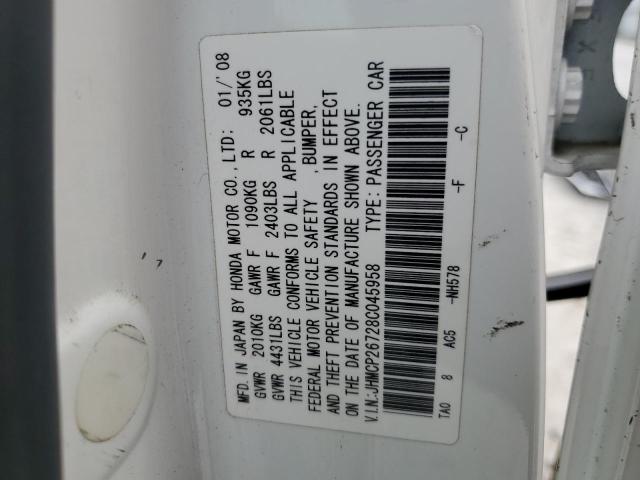 MFD. IN JAPAN BY HONDA MOTOR CO., LTD: 01/'08
GVWR 2010KG GAWR F 1090KG R 935KG
GVWR 4431LBS GAWR F 2403LBS R 2061LBS
THIS VEHICLE CONFORMS TO ALL APPLICABLE
FEDERAL MOTOR VEHICLE SAFETY , BUMPER,
AND THEFT PREVENTION STANDARDS IN EFFECT
ON THE DATE OF MANUFACTURE SHOWN ABOVE.
V.I.N:JHMCP26728C045958 TYPE: PASSENGER CAR
TA0 8 AC5 -NH578 -F -C